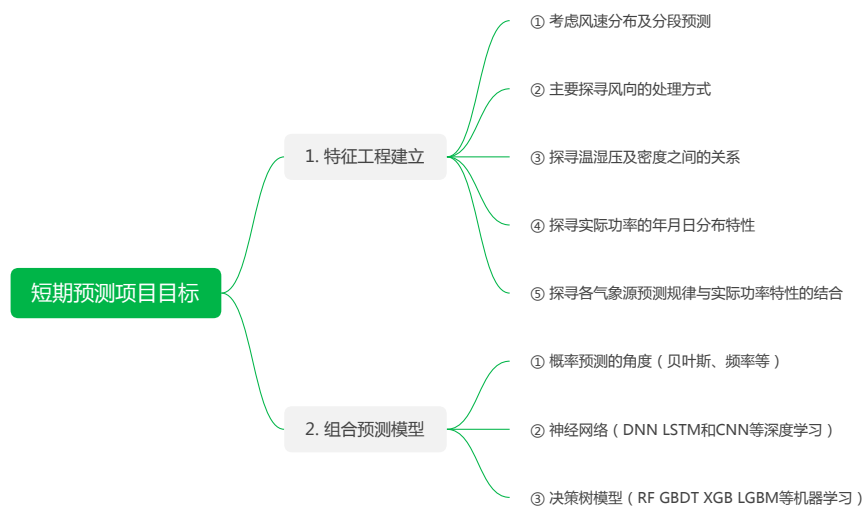 短期预测项目目标
1. 特征工程建立
① 考虑风速分布及分段预测
② 主要探寻风向的处理方式
③ 探寻温湿压及密度之间的关系
④ 探寻实际功率的年月日分布特性
⑤ 探寻各气象源预测规律与实际功率特性的结合
2. 组合预测模型
① 概率预测的角度（贝叶斯、频率等）
② 神经网络（DNN LSTM和CNN等深度学习）
③ 决策树模型（RF GBDT XGB LGBM等机器学习）